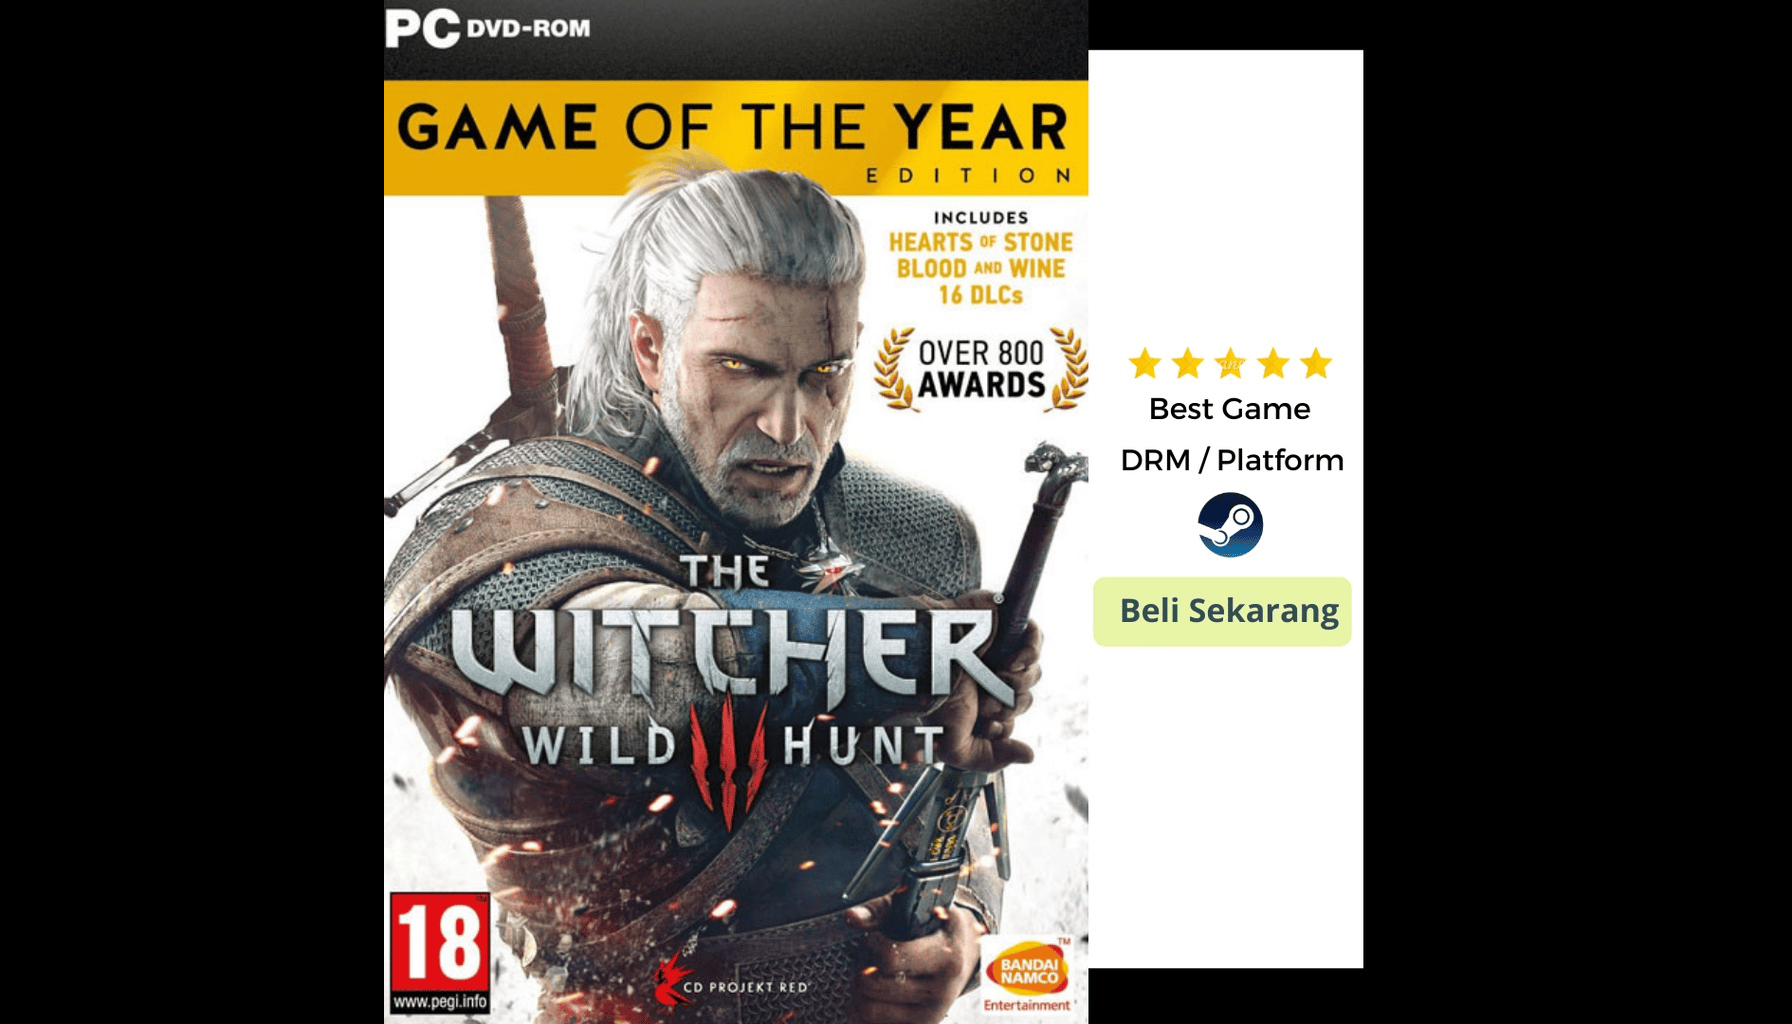 PC DVD-ROM
GAME OF THE YEAR
EDITION
INCLUDES
HEARTS OF STONE
BLOOD AND WINE
16 DLCs
OVER 800
AWARDS
THE
WITCHER
WILD III HUNT
18
www.pegi.info
CD PROJEKT RED
BANDAI
NAMCO
Entertainment
Best Game
DRM / Platform
Beli Sekarang